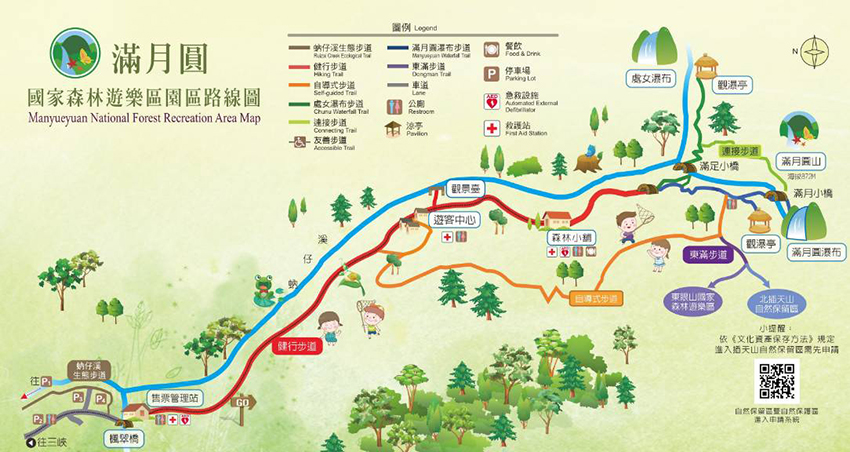 滿月圓
國家森林遊樂區園區路線圖
Manyueyuan National Forest Recreation Area Map
圖例 Legend
蚋仔溪生態步道
Ruizai Creek Ecological Trail
健行步道
Hiking Trail
自導式步道
Self-guided Trail
處女瀑布步道
Chunu Waterfall Trail
連接步道
Connecting Trail
友善步道
Accessible Trail
滿月圓瀑布步道
Manyueyuan Waterfall Trail
東滿步道
Dongman Trail
車道
Lane
公廁
Restroom
涼亭
Pavilion
餐飲
Food & Drink
P
停車場
Parking Lot
AED
急救設施
Automated External
Defibrillator
救護站
First Aid Station
N
處女瀑布
觀瀑亭
連接步道
滿月圓山
海拔872M
滿足小橋
滿月小橋
觀景臺
遊客中心
森林小舖
觀瀑亭
滿月圓瀑布
東滿步道
自導式步道
東眼山國家
森林遊樂區
北插天山
自然保留區
蚋仔溪
健行步道
小提醒：
依《文化資產保存方法》規定
進入插天山自然保留區需先申請
自然保留區暨自然保護區
進入申請系統
蚋仔溪
生態步道
往P1
售票管理站
GO
P3
P2
P4
楓翠橋
往三峽